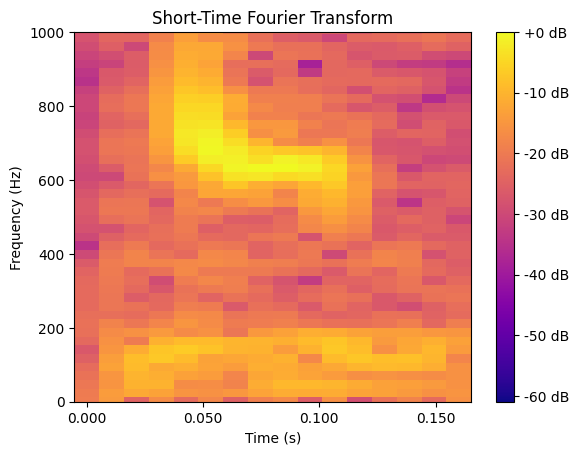 Short-Time Fourier Transform
Frequency (Hz)
1000
800
600
400
200
0
0.000
0.050
0.100
0.150
Time (s)
+0 dB
-10 dB
-20 dB
-30 dB
-40 dB
-50 dB
-60 dB